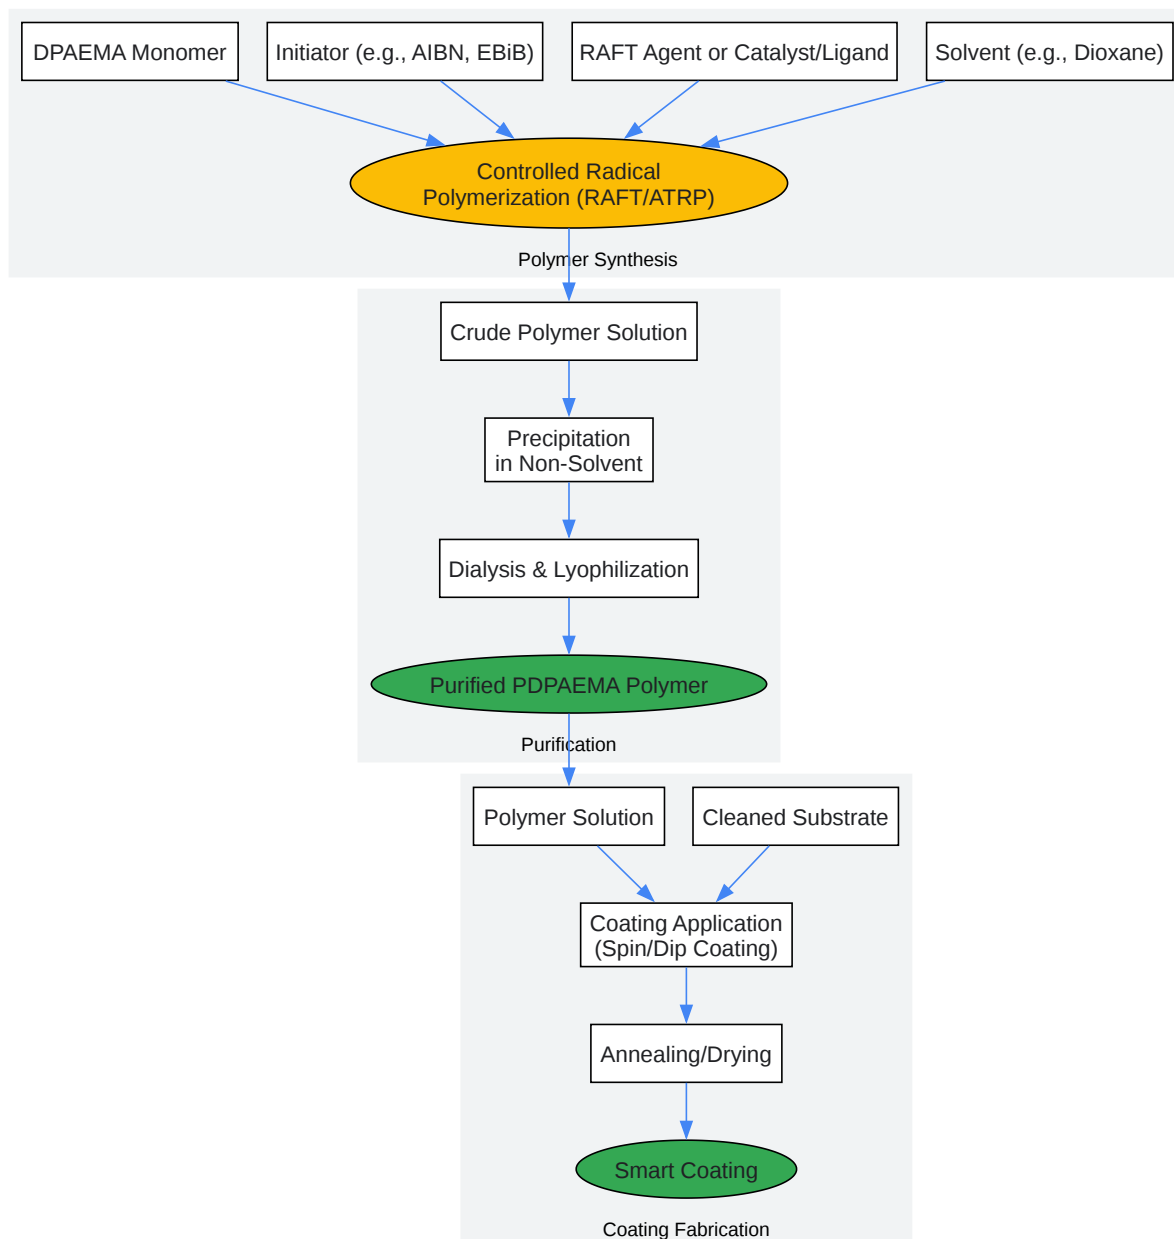 DPAEMA Monomer
Initiator (e.g., AIBN, EBiB)
RAFT Agent or Catalyst/Ligand
Solvent (e.g., Dioxane)
Controlled Radical
Polymerization (RAFT/ATRP)
Polymer Synthesis
Crude Polymer Solution
Precipitation
in Non-Solvent
Dialysis & Lyophilization
Purified PDPAEMA Polymer
Purification
Polymer Solution
Cleaned Substrate
Coating Application
(Spin/Dip Coating)
Annealing/Drying
Smart Coating
Coating Fabrication